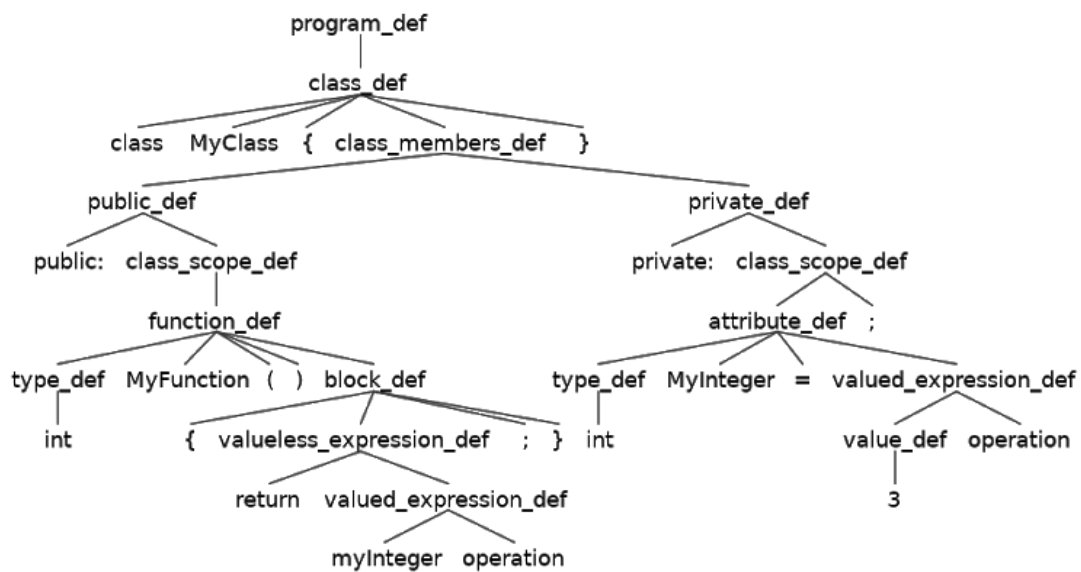 program_def
class_def
class MyClass { class_members_def }
public_def private_def
public: class_scope_def private: class_scope_def
function_def attribute_def ;
type_def MyFunction ( ) block_def type_def MyInteger = valued_expression_def
int { valueless_expression_def ; } int value_def operation
return valued_expression_def 3
myInteger operation